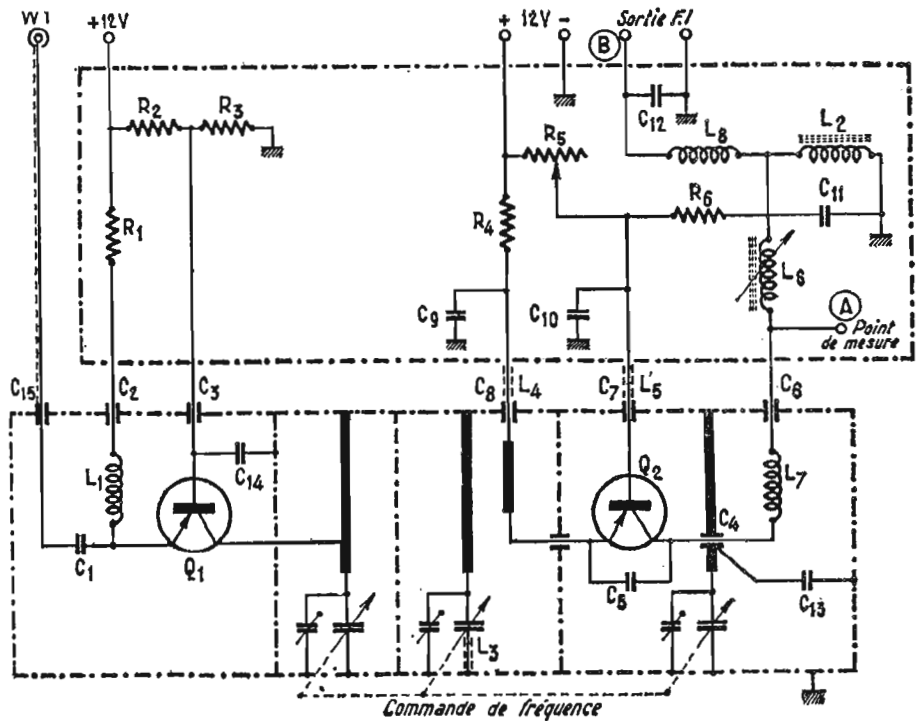 W1
+12V
+ 12V -
Sortie F.I
B
R2
R3
C12
L8
L2
R5
R1
R4
R6
C11
L6
C9
C10
A
Point
de mesure
C15
C2
C3
C8
L4
C7
L'5
C6
L1
C14
Q2
L7
C4
C1
Q1
C5
C13
L3
Commande de fréquence